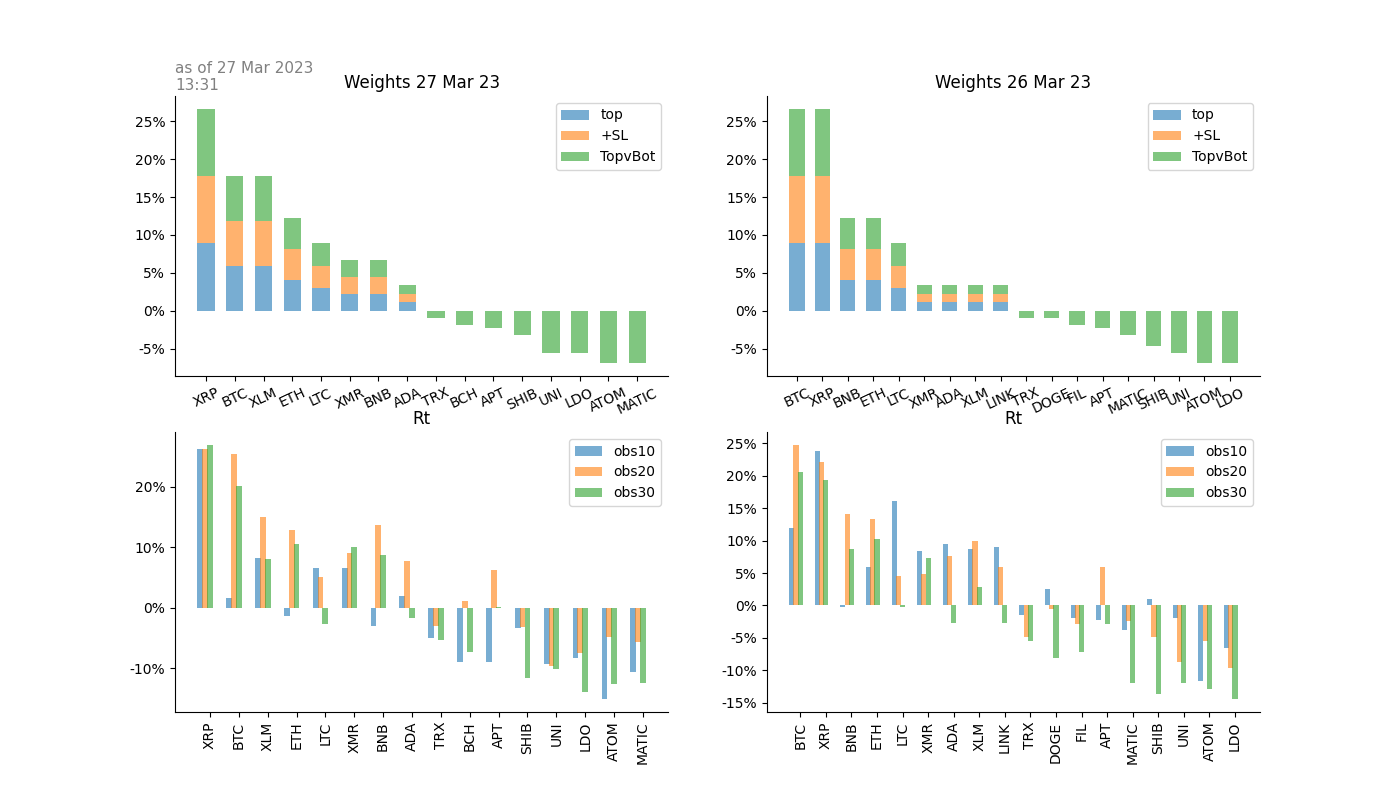 as of 27 Mar 2023
13:31
Weights 27 Mar 23
25%
20%
15%
10%
5%
0%
-5%
top
+SL
TopvBot
XRP BTC XLM ETH LTC XMR BNB ADA TRX BCH APT SHIB UNI LDO ATOM MATIC
Weights 26 Mar 23
25%
20%
15%
10%
5%
0%
-5%
top
+SL
TopvBot
BTC XRP BNB ETH LTC XMR ADA XLM LINK TRX DOGE FIL APT MATIC SHIB UNI ATOM LDO
Rt
20%
10%
0%
-10%
obs10
obs20
obs30
XRP BTC XLM ETH LTC XMR BNB ADA TRX BCH APT SHIB UNI LDO ATOM MATIC
Rt
25%
20%
15%
10%
5%
0%
-5%
-10%
-15%
obs10
obs20
obs30
BTC XRP BNB ETH LTC XMR ADA XLM LINK TRX DOGE FIL APT MATIC SHIB UNI ATOM LDO